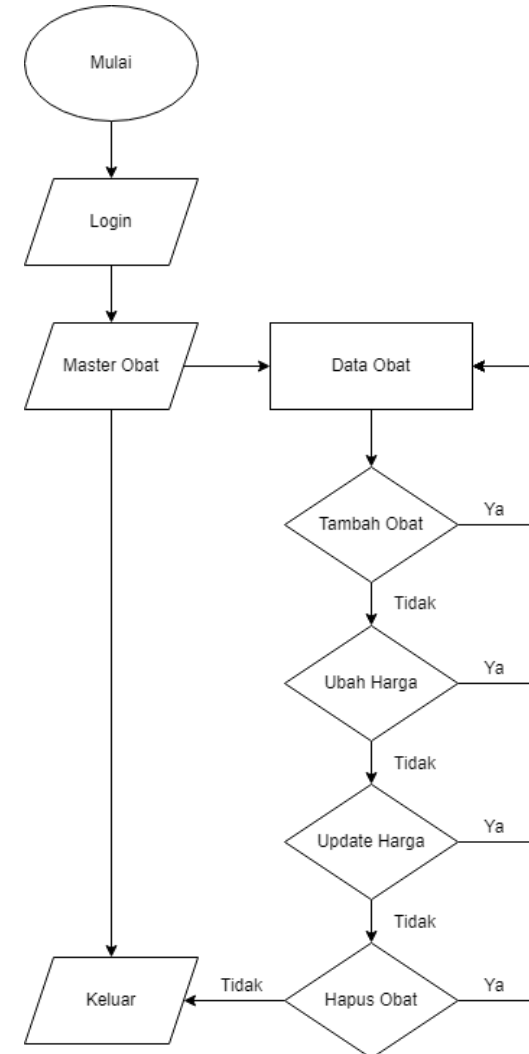 Mulai
Login
Master Obat
Data Obat
Tambah Obat
Ya
Tidak
Ubah Harga
Ya
Tidak
Update Harga
Ya
Tidak
Keluar
Tidak
Hapus Obat
Ya